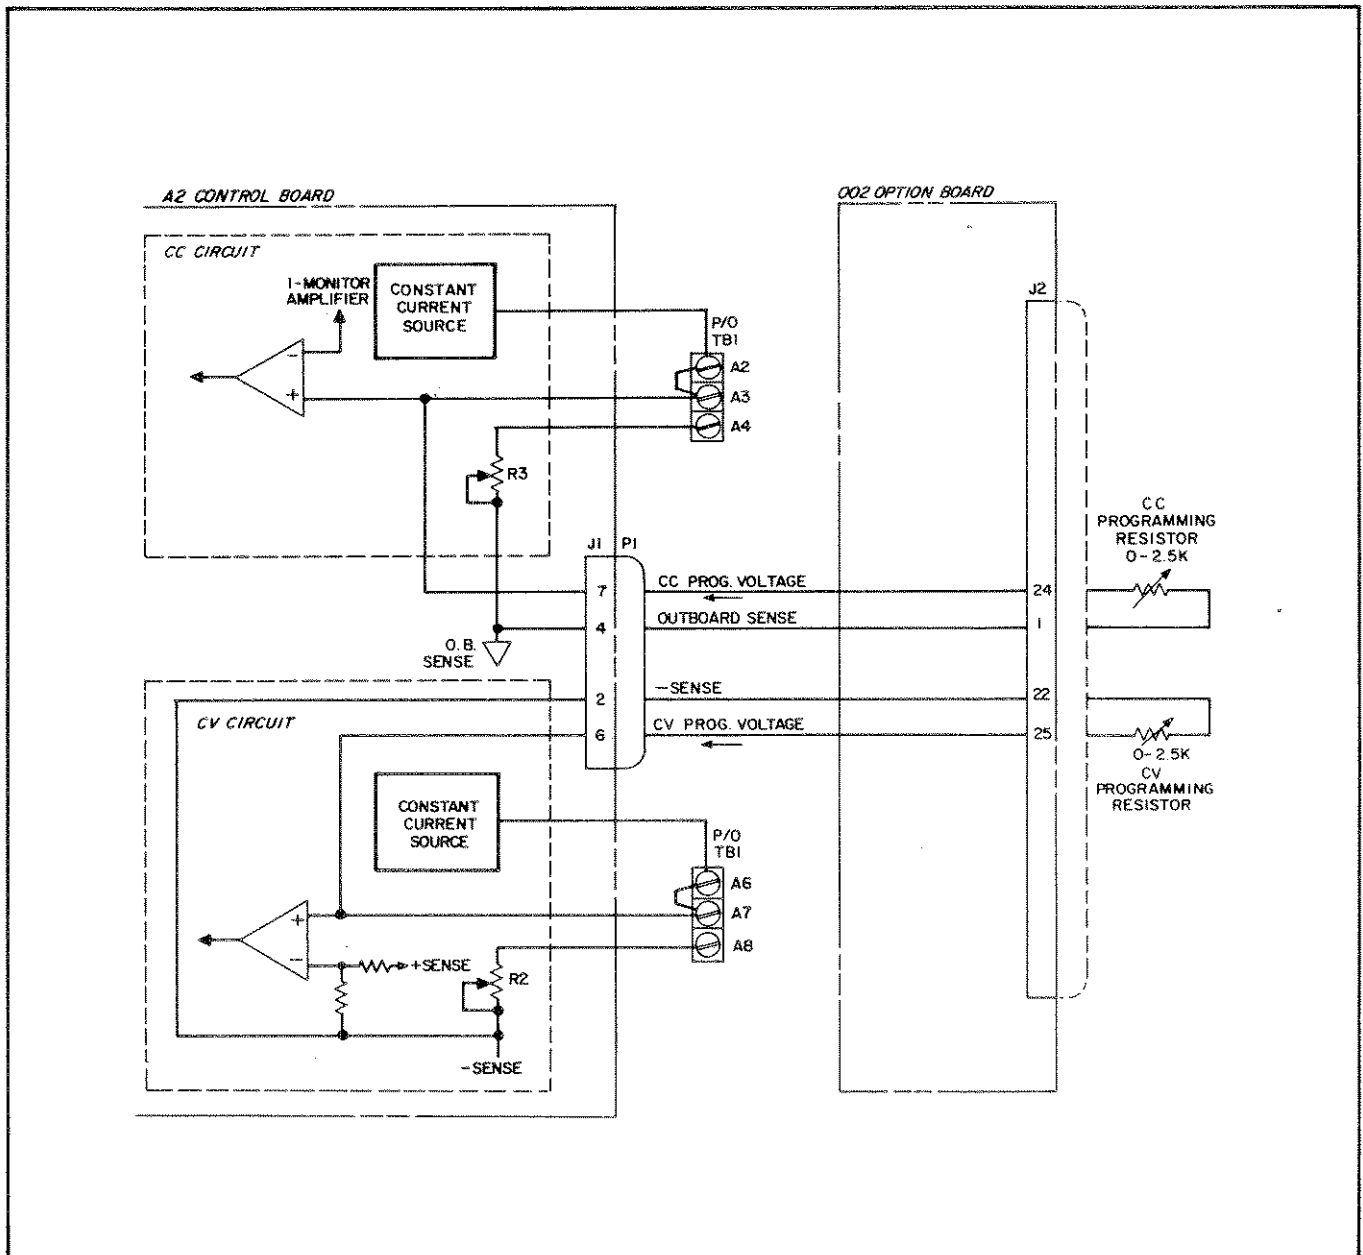 A2 CONTROL BOARD
002 OPTION BOARD
CC CIRCUIT
I-MONITOR
AMPLIFIER
CONSTANT
CURRENT
SOURCE
P/O
TB1
A2
A3
A4
-
+
R3
J2
CC
PROGRAMMING
RESISTOR
0-2.5K
J1 P1
7
CC PROG. VOLTAGE
24
4
OUTBOARD SENSE
1
O.B.
SENSE
2
-SENSE
22
CV CIRCUIT
6
CV PROG. VOLTAGE
25
0-2.5K
CV
PROGRAMMING
RESISTOR
CONSTANT
CURRENT
SOURCE
P/O
TB1
A6
A7
A8
+
-
+SENSE
R2
-SENSE